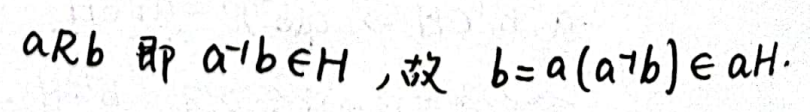 aRb 即 a⁻¹b∈H ,故 b=a(a⁻¹b)∈aH.